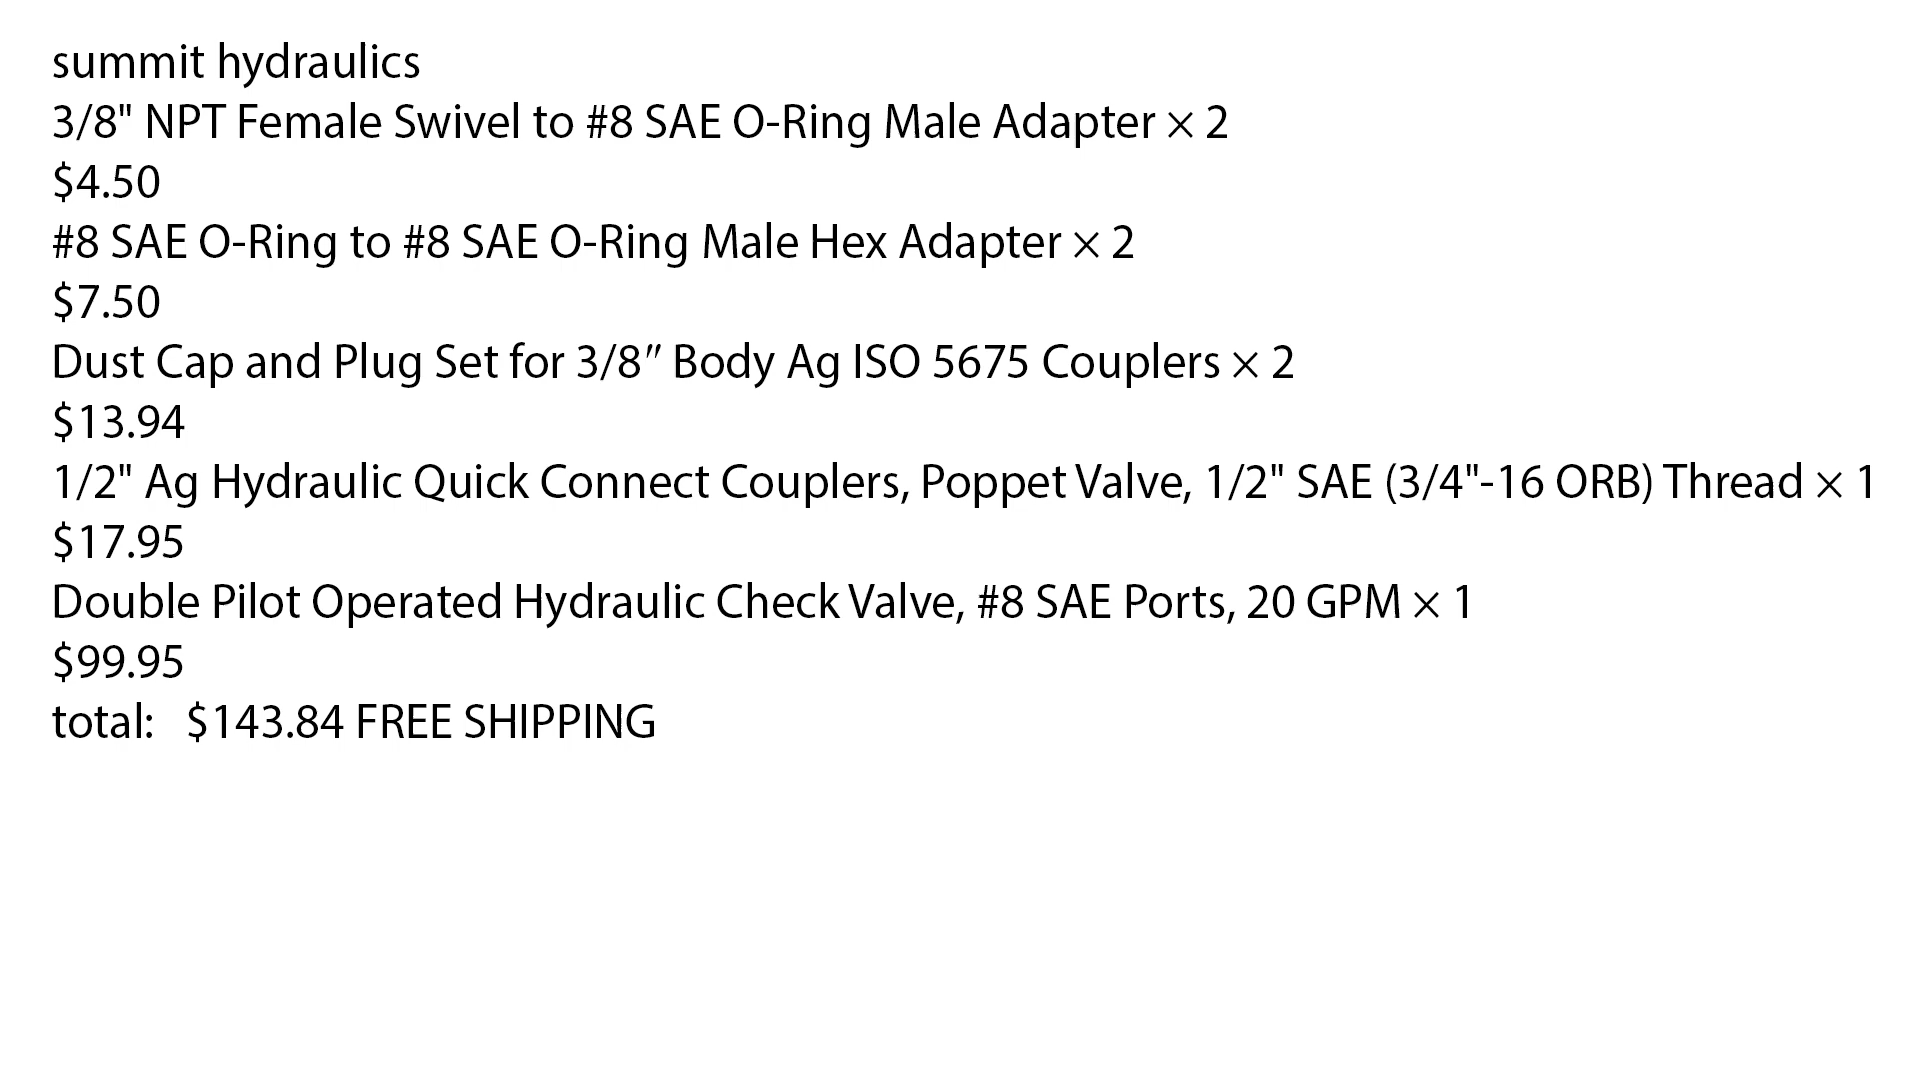 summit hydraulics
3/8" NPT Female Swivel to #8 SAE O-Ring Male Adapter × 2
$4.50
#8 SAE O-Ring to #8 SAE O-Ring Male Hex Adapter × 2
$7.50
Dust Cap and Plug Set for 3/8″ Body Ag ISO 5675 Couplers × 2
$13.94
1/2" Ag Hydraulic Quick Connect Couplers, Poppet Valve, 1/2" SAE (3/4"-16 ORB) Thread × 1
$17.95
Double Pilot Operated Hydraulic Check Valve, #8 SAE Ports, 20 GPM × 1
$99.95
total:   $143.84 FREE SHIPPING